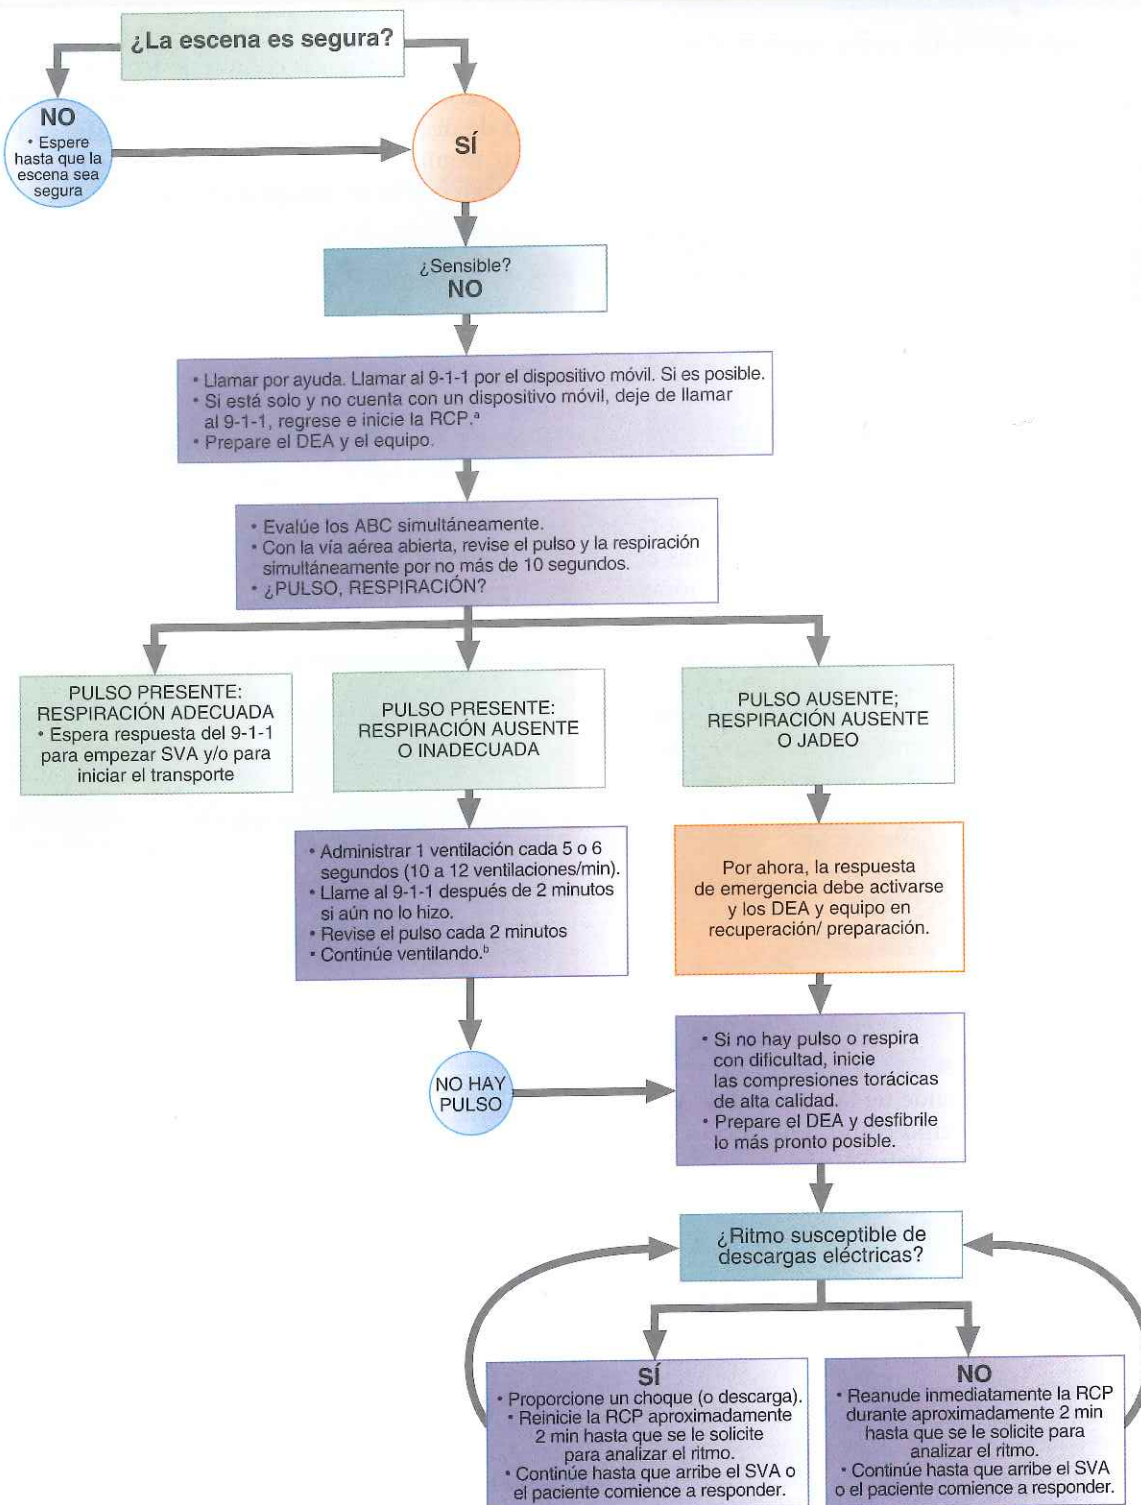 ¿La escena es segura?
NO
• Espere
hasta que la
escena sea
segura
SÍ
¿Sensible?
NO
• Llamar por ayuda. Llamar al 9-1-1 por el dispositivo móvil. Si es posible.
• Si está solo y no cuenta con un dispositivo móvil, deje de llamar
al 9-1-1, regrese e inicie la RCP.ª
• Prepare el DEA y el equipo.
• Evalúe los ABC simultáneamente.
• Con la vía aérea abierta, revise el pulso y la respiración
simultáneamente por no más de 10 segundos.
• ¿PULSO, RESPIRACIÓN?
PULSO PRESENTE:
RESPIRACIÓN ADECUADA
• Espera respuesta del 9-1-1
para empezar SVA y/o para
iniciar el transporte
PULSO PRESENTE:
RESPIRACIÓN AUSENTE
O INADECUADA
PULSO AUSENTE;
RESPIRACIÓN AUSENTE
O JADEO
• Administrar 1 ventilación cada 5 o 6
segundos (10 a 12 ventilaciones/min).
• Llame al 9-1-1 después de 2 minutos
si aún no lo hizo.
• Revise el pulso cada 2 minutos
• Continúe ventilando.ᵇ
Por ahora, la respuesta
de emergencia debe activarse
y los DEA y equipo en
recuperación/ preparación.
NO HAY
PULSO
• Si no hay pulso o respira
con dificultad, inicie
las compresiones torácicas
de alta calidad.
• Prepare el DEA y desfibrile
lo más pronto posible.
¿Ritmo susceptible de
descargas eléctricas?
SÍ
• Proporcione un choque (o descarga).
• Reinicie la RCP aproximadamente
2 min hasta que se le solicite
para analizar el ritmo.
• Continúe hasta que arribe el SVA o
el paciente comience a responder.
NO
• Reanude inmediatamente la RCP
durante aproximadamente 2 min
hasta que se le solicite para
analizar el ritmo.
• Continúe hasta que arribe el SVA
o el paciente comience a responder.